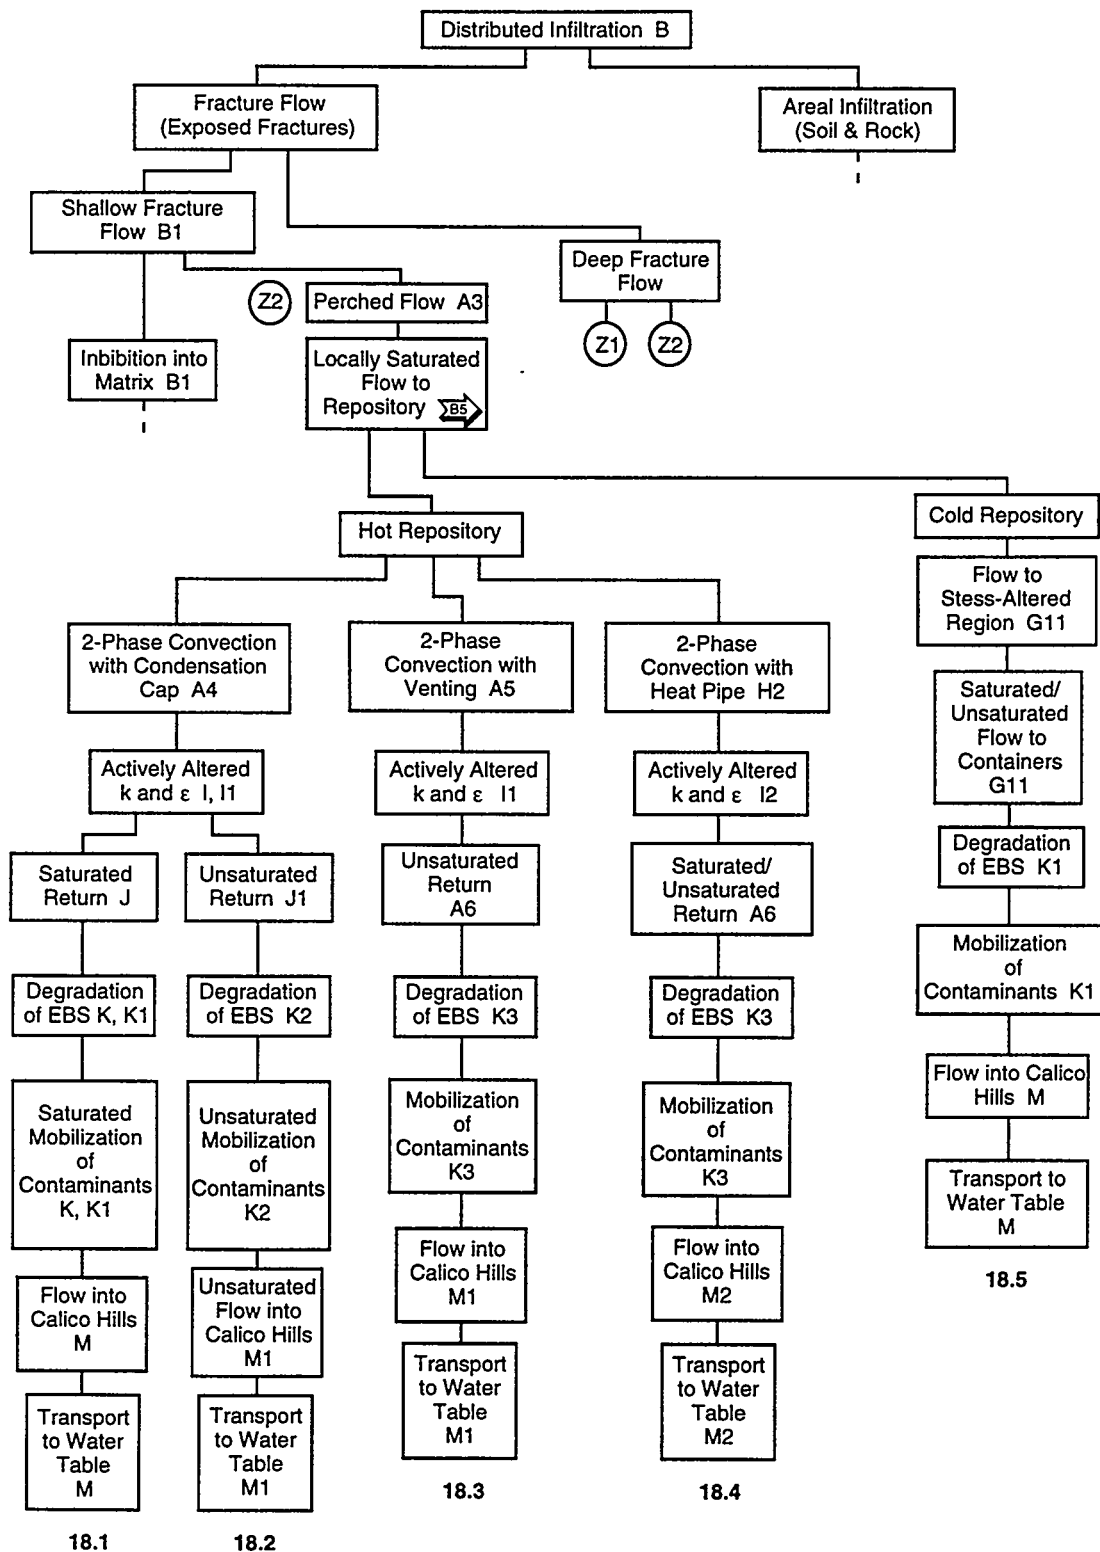 Distributed Infiltration B
Fracture Flow
(Exposed Fractures)
Areal Infiltration
(Soil & Rock)
Shallow Fracture
Flow B1
Deep Fracture
Flow
Z2
Perched Flow A3
Z1
Z2
Inbibition into
Matrix B1
Locally Saturated
Flow to
Repository B5
Hot Repository
Cold Repository
2-Phase Convection
with Condensation
Cap A4
2-Phase
Convection with
Venting A5
2-Phase
Convection with
Heat Pipe H2
Flow to
Stess-Altered
Region G11
Actively Altered
k and ε I, I1
Actively Altered
k and ε I1
Actively Altered
k and ε I2
Saturated/
Unsaturated
Flow to
Containers
G11
Saturated
Return J
Unsaturated
Return J1
Unsaturated
Return
A6
Saturated/
Unsaturated
Return A6
Degradation
of EBS K1
Degradation
of EBS K, K1
Degradation
of EBS K2
Degradation
of EBS K3
Degradation
of EBS K3
Mobilization
of
Contaminants K1
Saturated
Mobilization
of
Contaminants
K, K1
Unsaturated
Mobilization
of
Contaminants
K2
Mobilization
of
Contaminants
K3
Mobilization
of
Contaminants
K3
Flow into Calico
Hills M
Flow into
Calico Hills
M
Unsaturated
Flow into
Calico Hills
M1
Flow into
Calico Hills
M1
Flow into
Calico Hills
M2
Transport to
Water Table
M
Transport
to Water
Table
M
Transport
to Water
Table
M1
Transport
to Water
Table
M1
Transport
to Water
Table
M2
18.5
18.3
18.4
18.1
18.2